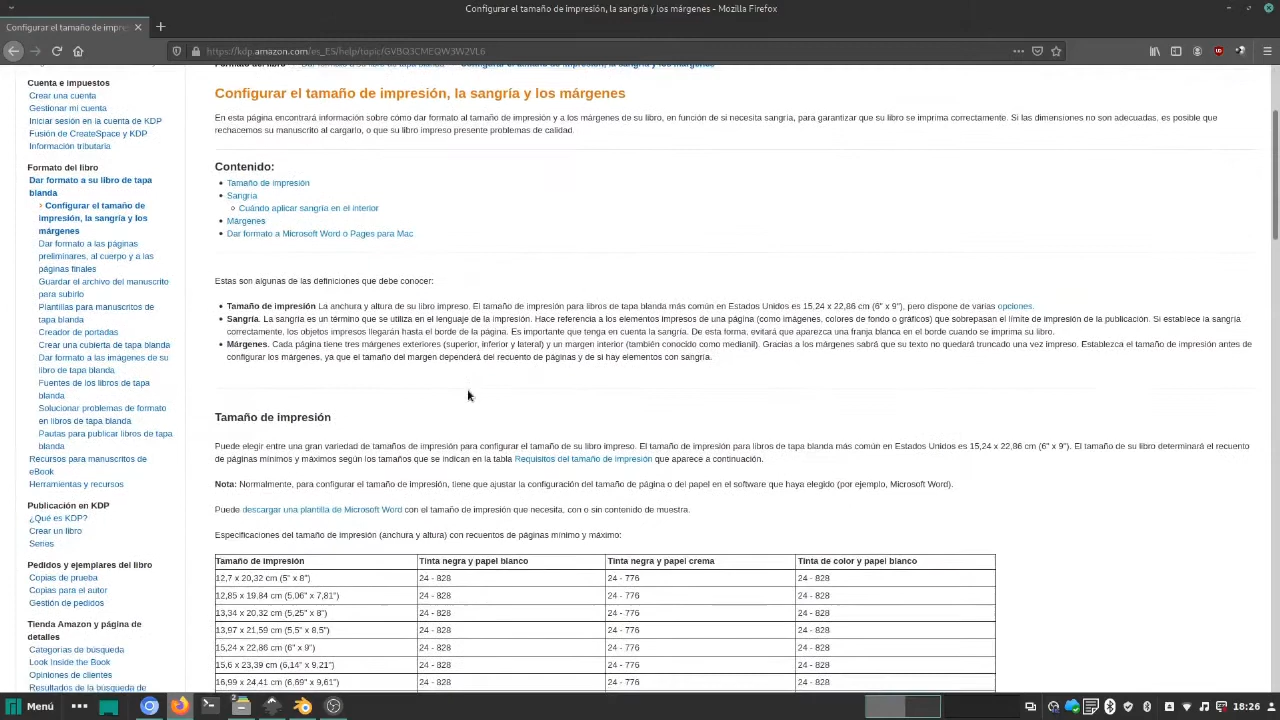 Configurar el tamaño de impresión, la sangría y los márgenes - Mozilla Firefox
Configurar el tamaño de impres
https://kdp.amazon.com/es_ES/help/topic/GVBQ3CMEQW3W2VL6
Cuenta e impuestos
Crear una cuenta
Gestionar mi cuenta
Iniciar sesión en la cuenta de KDP
Fusión de CreateSpace y KDP
Información tributaria
Formato del libro
Dar formato a su libro de tapa
blanda
› Configurar el tamaño de
impresión, la sangría y los
márgenes
Dar formato a las páginas
preliminares, al cuerpo y a las
páginas finales
Guardar el archivo del manuscrito
para subirlo
Plantillas para manuscritos de
tapa blanda
Creador de portadas
Crear una cubierta de tapa blanda
Dar formato a las imágenes de su
libro de tapa blanda
Fuentes de los libros de tapa
blanda
Solucionar problemas de formato
en libros de tapa blanda
Pautas para publicar libros de tapa
blanda
Recursos para manuscritos de
eBook
Herramientas y recursos
Publicación en KDP
¿Qué es KDP?
Crear un libro
Series
Pedidos y ejemplares del libro
Copias de prueba
Copias para el autor
Gestión de pedidos
Tienda Amazon y página de
detalles
Categorías de búsqueda
Look Inside the Book
Opiniones de clientes
Resultados de la búsqueda de
Configurar el tamaño de impresión, la sangría y los márgenes
En esta página encontrará información sobre cómo dar formato al tamaño de impresión y a los márgenes de su libro, en función de si necesita sangría, para garantizar que su libro se imprima correctamente. Si las dimensiones no son adecuadas, es posible que
rechacemos su manuscrito al cargarlo, o que su libro impreso presente problemas de calidad.
Contenido:
• Tamaño de impresión
• Sangría
Cuándo aplicar sangría en el interior
• Márgenes
• Dar formato a Microsoft Word o Pages para Mac
Estas son algunas de las definiciones que debe conocer:
• Tamaño de impresión La anchura y altura de su libro impreso. El tamaño de impresión para libros de tapa blanda más común en Estados Unidos es 15,24 x 22,86 cm (6" x 9"), pero dispone de varias opciones.
• Sangría. La sangría es un término que se utiliza en el lenguaje de la impresión. Hace referencia a los elementos impresos de una página (como imágenes, colores de fondo o gráficos) que sobrepasan el límite de impresión de la publicación. Si establece la sangría
correctamente, los objetos impresos llegarán hasta el borde de la página. Es importante que tenga en cuenta la sangría. De esta forma, evitará que aparezca una franja blanca en el borde cuando se imprima su libro.
• Márgenes. Cada página tiene tres márgenes exteriores (superior, inferior y lateral) y un margen interior (también conocido como medianil). Gracias a los márgenes sabrá que su texto no quedará truncado una vez impreso. Establezca el tamaño de impresión antes de
configurar los márgenes, ya que el tamaño del margen dependerá del recuento de páginas y de si hay elementos con sangría.
Tamaño de impresión
Puede elegir entre una gran variedad de tamaños de impresión para configurar el tamaño de su libro impreso. El tamaño de impresión para libros de tapa blanda más común en Estados Unidos es 15,24 x 22,86 cm (6" x 9"). El tamaño de su libro determinará el recuento
de páginas mínimos y máximos según los tamaños que se indican en la tabla Requisitos del tamaño de impresión que aparece a continuación.
Nota: Normalmente, para configurar el tamaño de impresión, tiene que ajustar la configuración del tamaño de página o del papel en el software que haya elegido (por ejemplo, Microsoft Word).
Puede descargar una plantilla de Microsoft Word con el tamaño de impresión que necesita, con o sin contenido de muestra.
Especificaciones del tamaño de impresión (anchura y altura) con recuentos de páginas mínimo y máximo:
Tamaño de impresión Tinta negra y papel blanco Tinta negra y papel crema Tinta de color y papel blanco
12,7 x 20,32 cm (5" x 8") 24 - 828 24 - 776 24 - 828
12,85 x 19.84 cm (5,06" x 7,81") 24 - 828 24 - 776 24 - 828
13,34 x 20.32 cm (5.25" x 8") 24 - 828 24 - 776 24 - 828
13,97 x 21,59 cm (5,5" x 8,5") 24 - 828 24 - 776 24 - 828
15,24 x 22,86 cm (6" x 9") 24 - 828 24 - 776 24 - 828
15,6 x 23,39 cm (6,14" x 9.21") 24 - 828 24 - 776 24 - 828
16,99 x 24,41 cm (6,69" x 9,61") 24 - 828 24 - 776 24 - 828
Menú
2
18:26